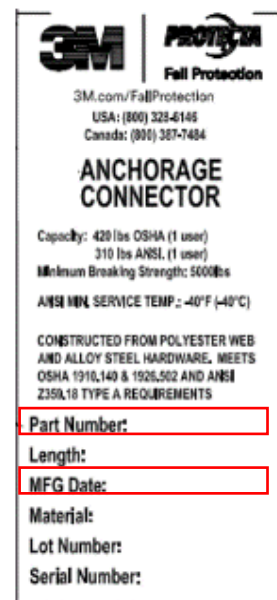 3M PROTECTA
Fall Protection
3M.com/FallProtection
USA: (800) 328-6146
Canada: (800) 387-7484
ANCHORAGE
CONNECTOR
Capacity: 420 lbs OSHA (1 user)
310 lbs ANSI. (1 user)
Minimum Breaking Strength: 5000lbs
ANSI MIN. SERVICE TEMP.: -40°F (-40°C)
CONSTRUCTED FROM POLYESTER WEB
AND ALLOY STEEL HARDWARE. MEETS
OSHA 1910.140 & 1926.502 AND ANSI
Z359.18 TYPE A REQUIREMENTS
Part Number:
Length:
MFG Date:
Material:
Lot Number:
Serial Number: